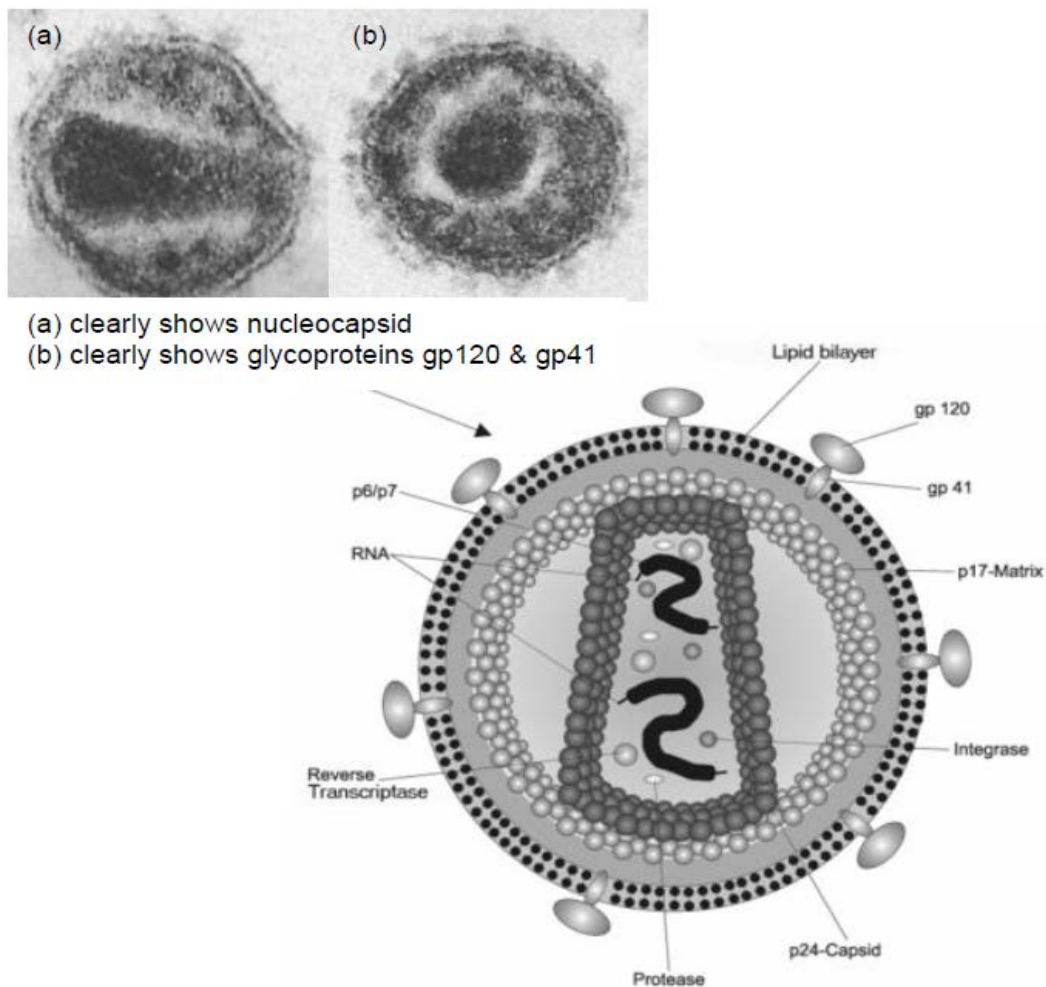 (a)
(b)
(a) clearly shows nucleocapsid
(b) clearly shows glycoproteins gp120 & gp41
Lipid bilayer
gp 120
gp 41
p6/p7
RNA
p17-Matrix
Integrase
Reverse
Transcriptase
p24-Capsid
Protease